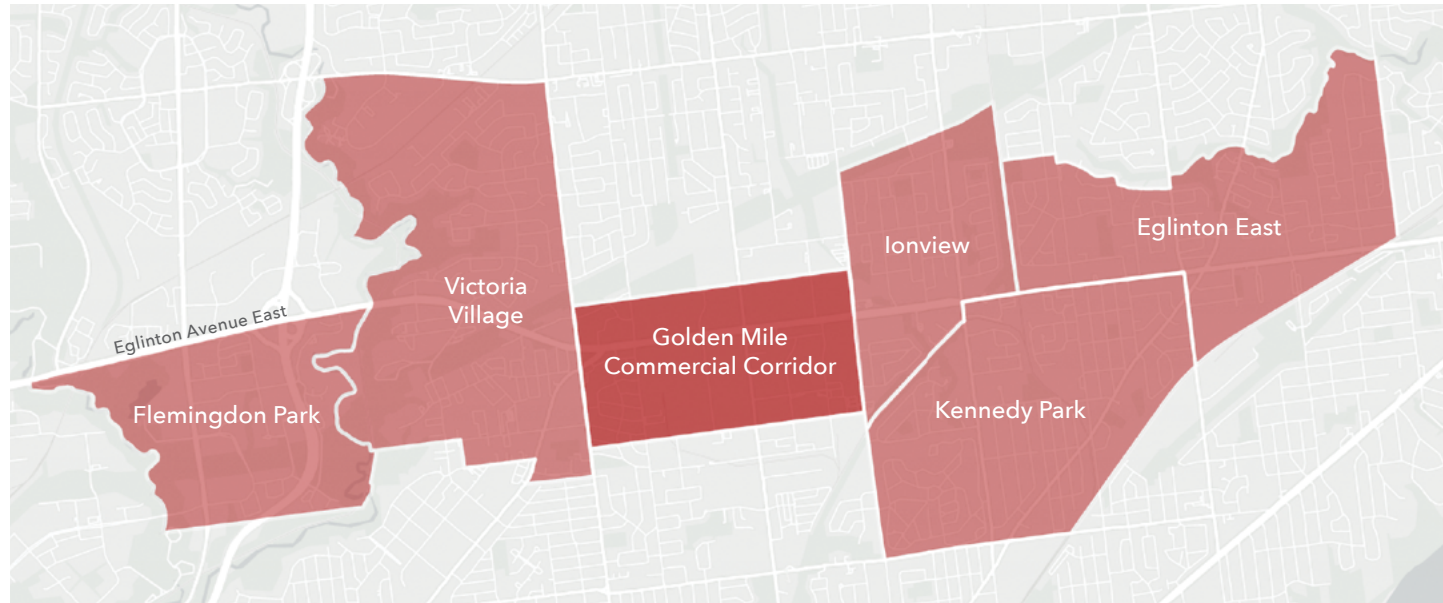 Eglinton East
Ionview
Victoria
Village
Eglinton Avenue East
Golden Mile
Commercial Corridor
Flemingdon Park
Kennedy Park